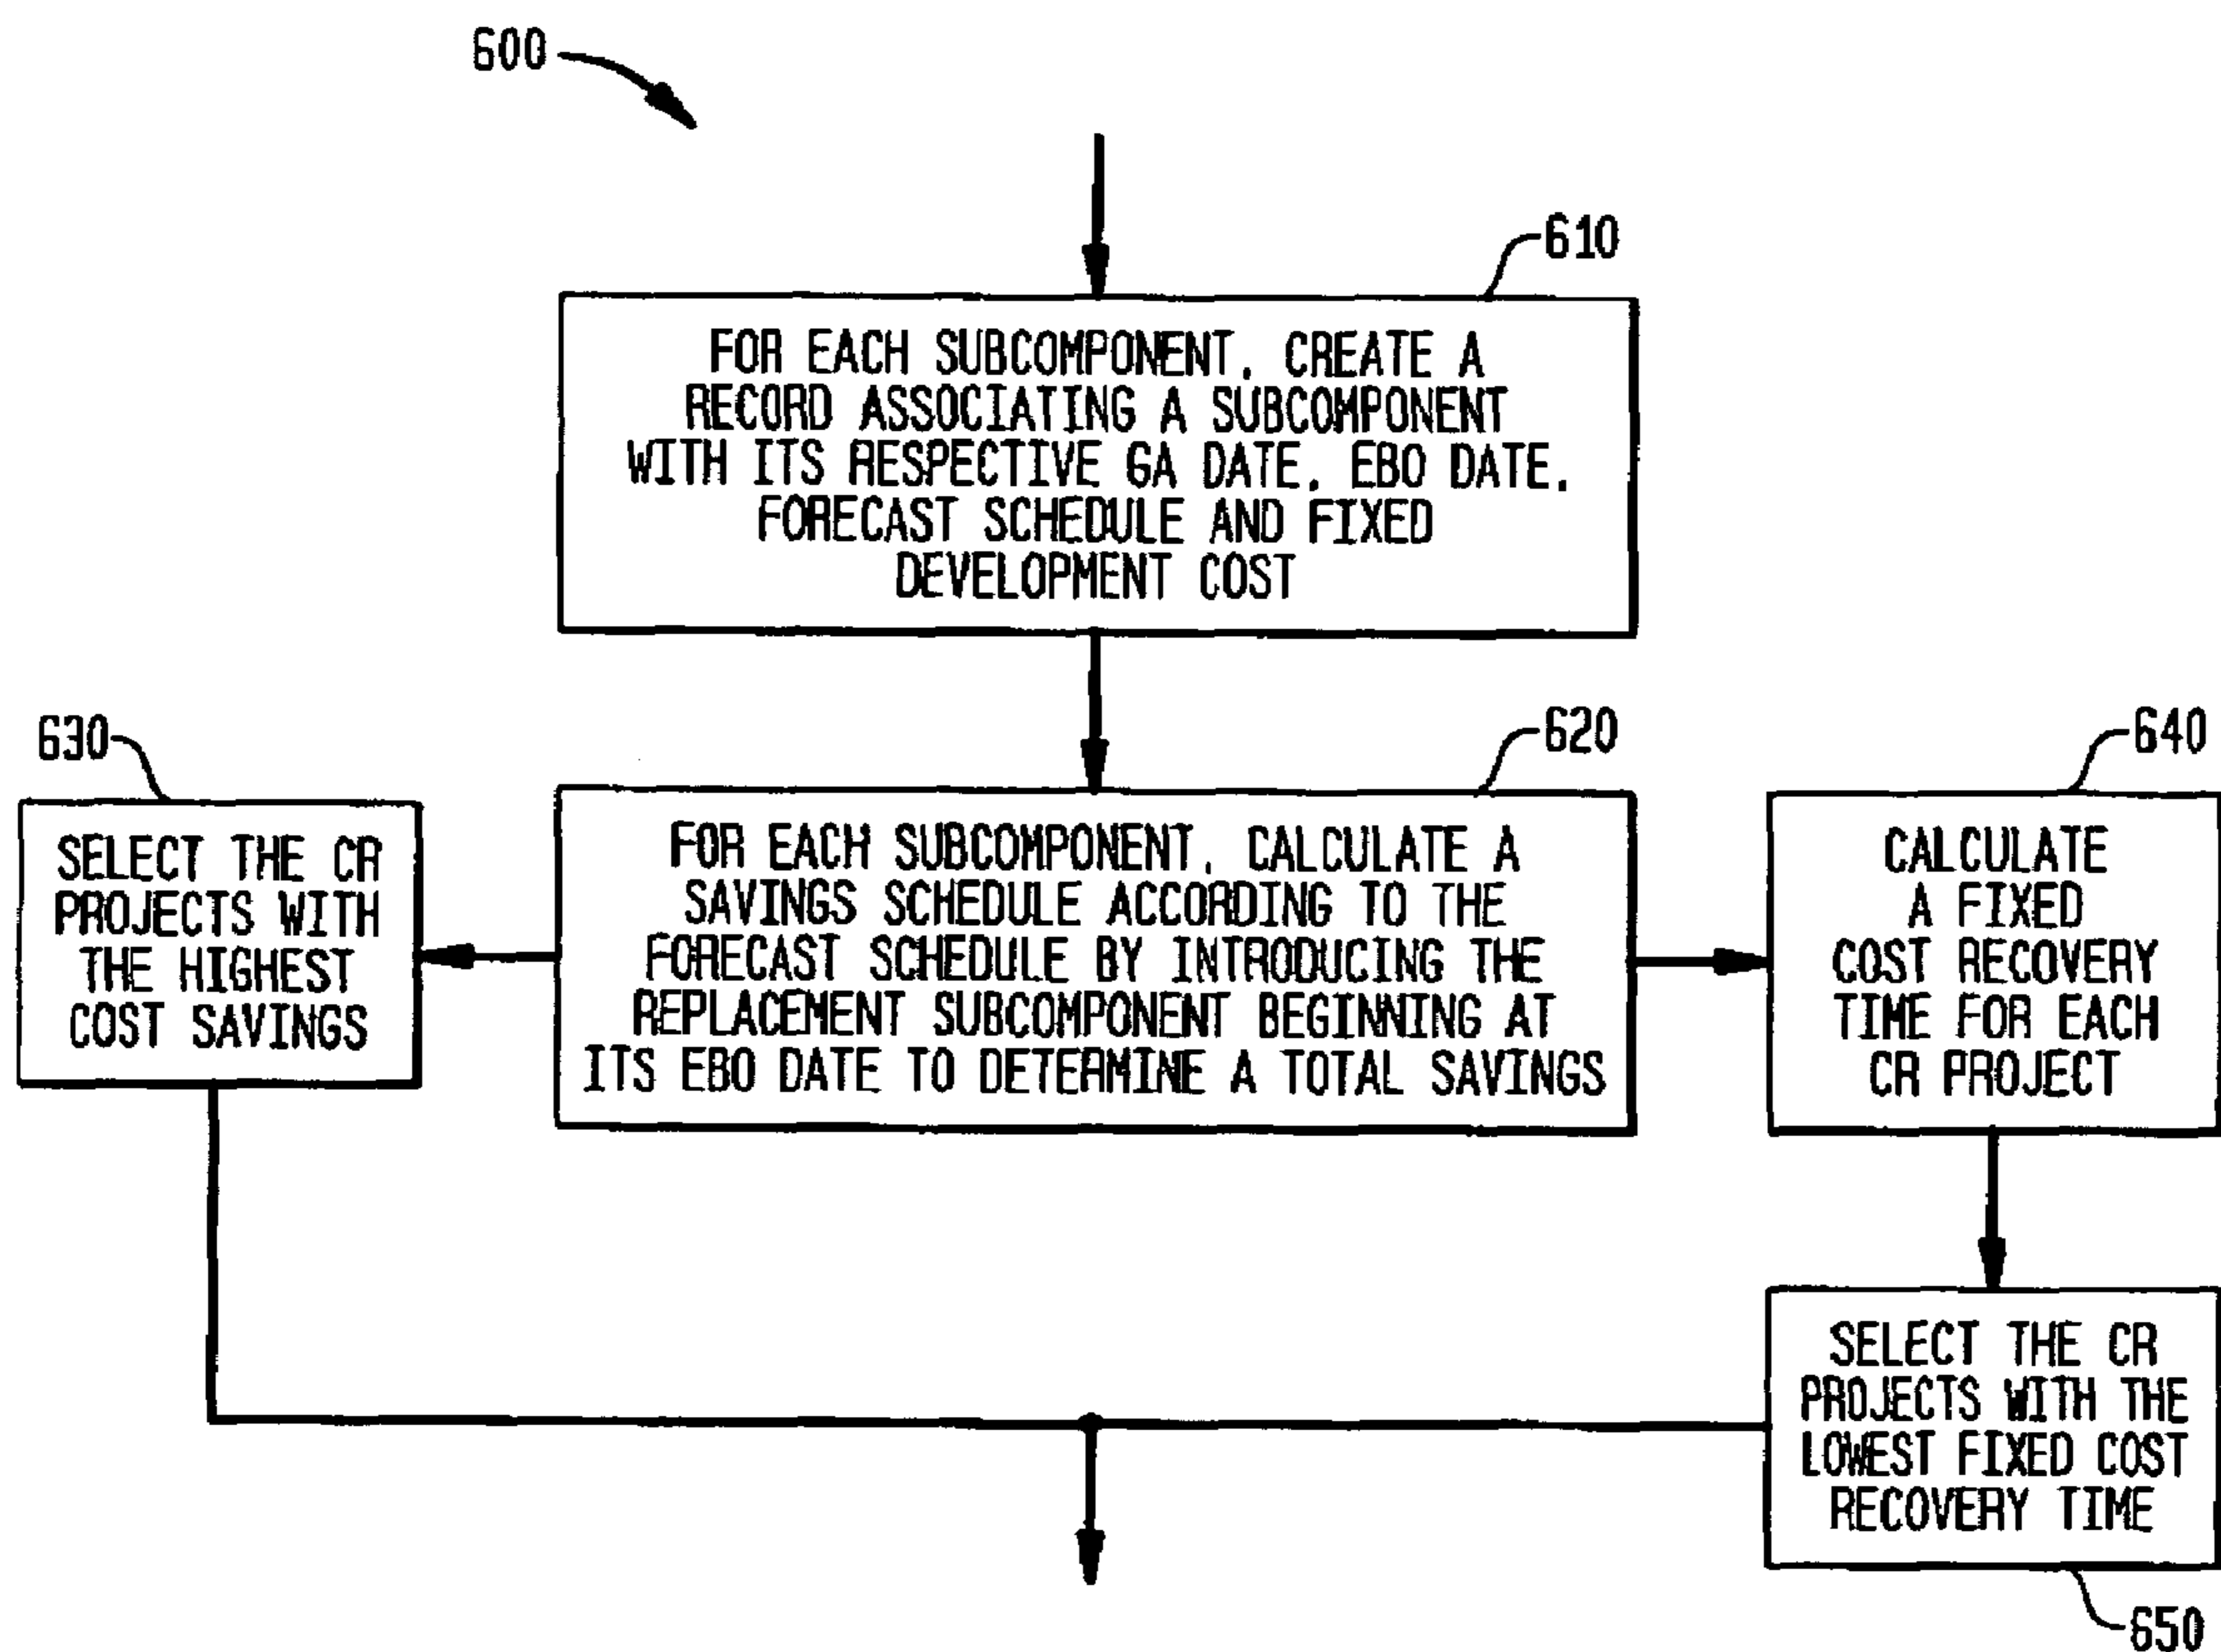 600
610
FOR EACH SUBCOMPONENT, CREATE A
RECORD ASSOCIATING A SUBCOMPONENT
WITH ITS RESPECTIVE GA DATE, EBO DATE,
FORECAST SCHEDULE AND FIXED
DEVELOPMENT COST
630
SELECT THE CR
PROJECTS WITH
THE HIGHEST
COST SAVINGS
620
FOR EACH SUBCOMPONENT, CALCULATE A
SAVINGS SCHEDULE ACCORDING TO THE
FORECAST SCHEDULE BY INTRODUCING THE
REPLACEMENT SUBCOMPONENT BEGINNING AT
ITS EBO DATE TO DETERMINE A TOTAL SAVINGS
640
CALCULATE
A FIXED
COST RECOVERY
TIME FOR EACH
CR PROJECT
SELECT THE CR
PROJECTS WITH THE
LOWEST FIXED COST
RECOVERY TIME
650